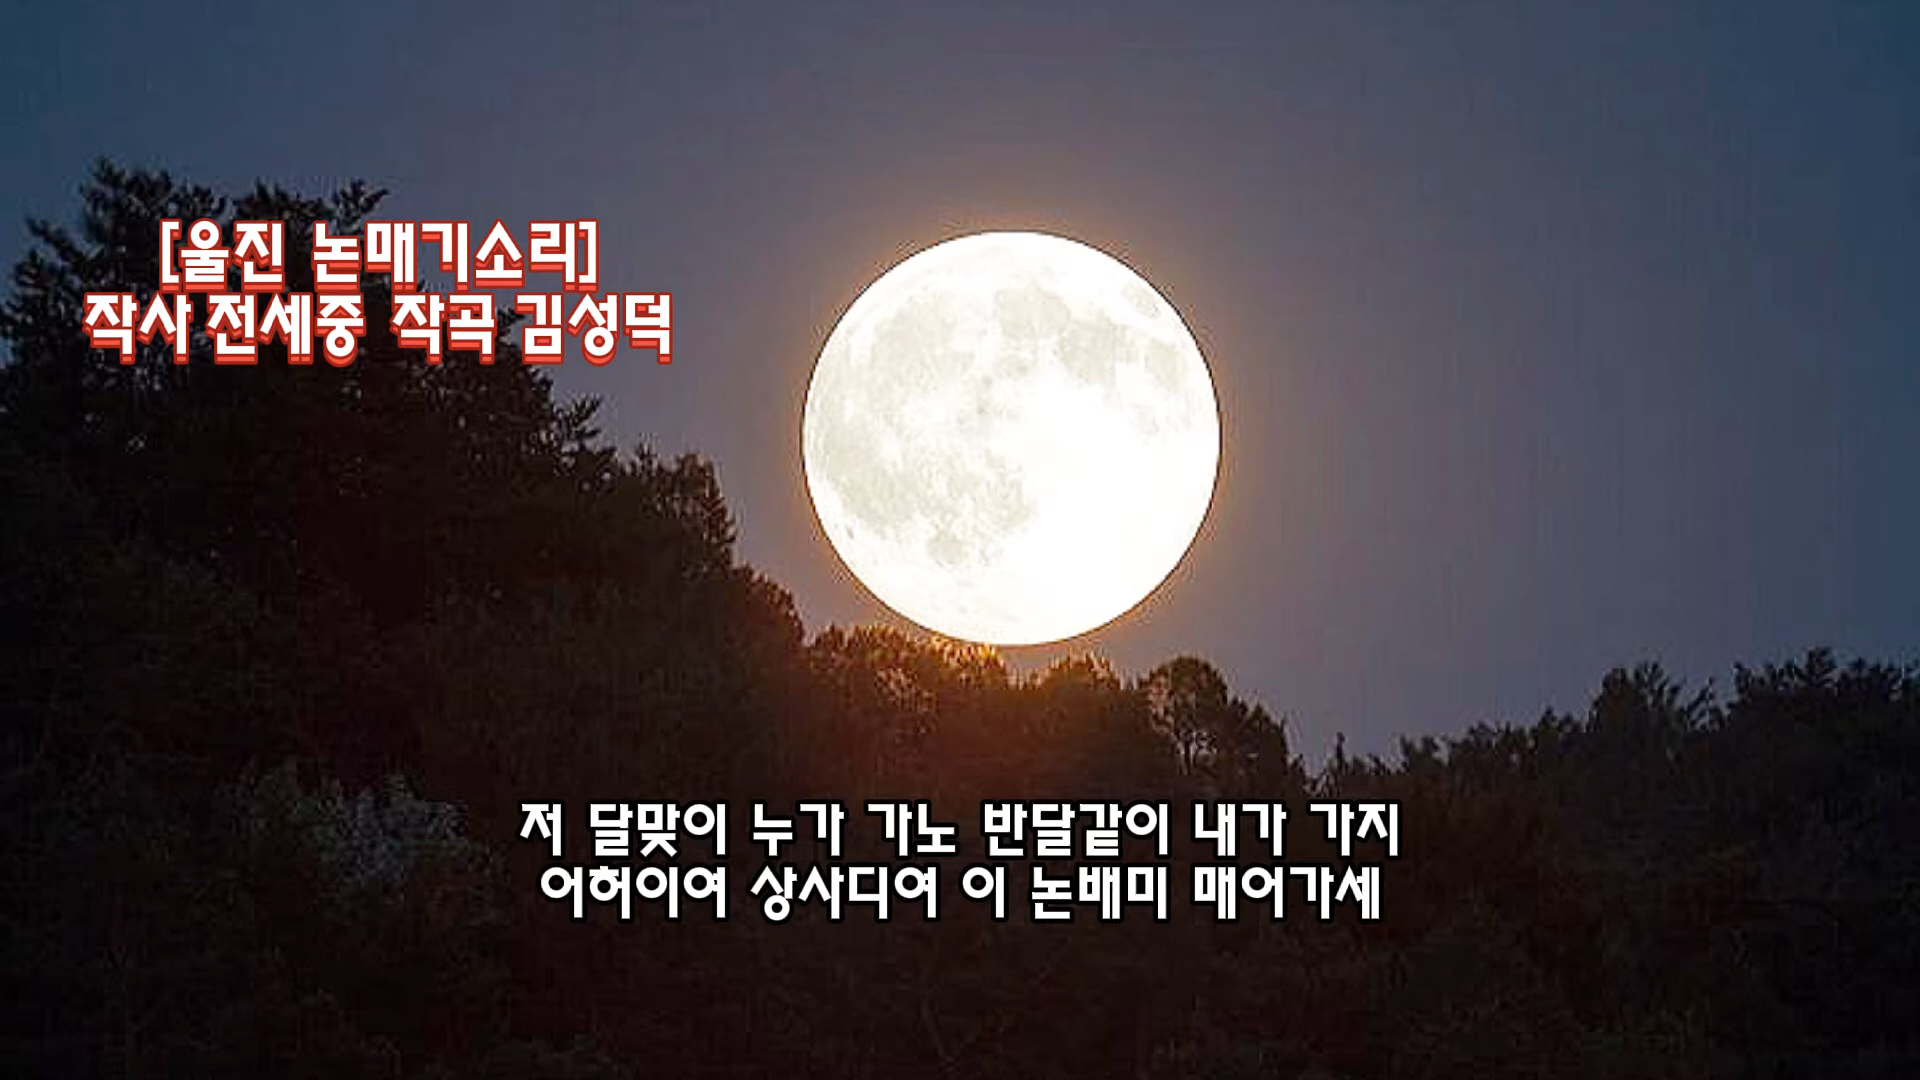 [울진 논매기소리]
작사 전세중 작곡 김성덕
저 달맞이 누가 가노 반달같이 내가 가지
어허이여 상사디여 이 논배미 매어가세